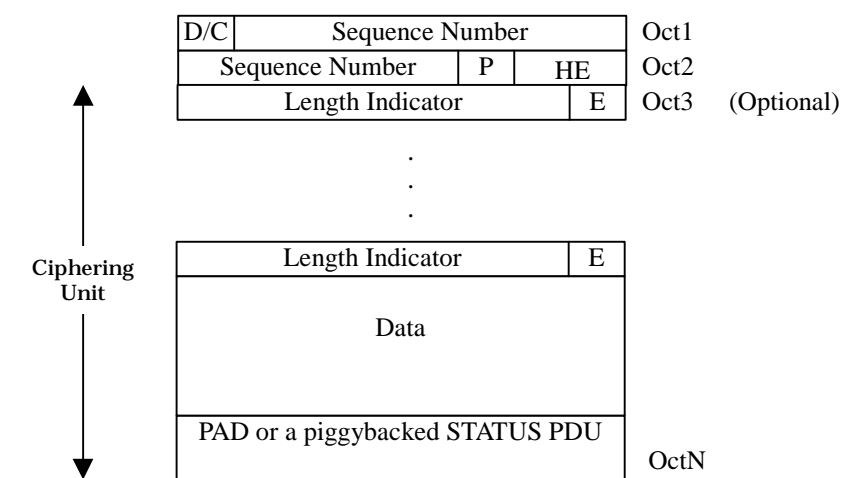 D/C Sequence Number Oct1
Sequence Number P HE Oct2
Length Indicator E Oct3 (Optional)
.
.
.
Length Indicator E
Ciphering
Unit
Data
PAD or a piggybacked STATUS PDU
OctN